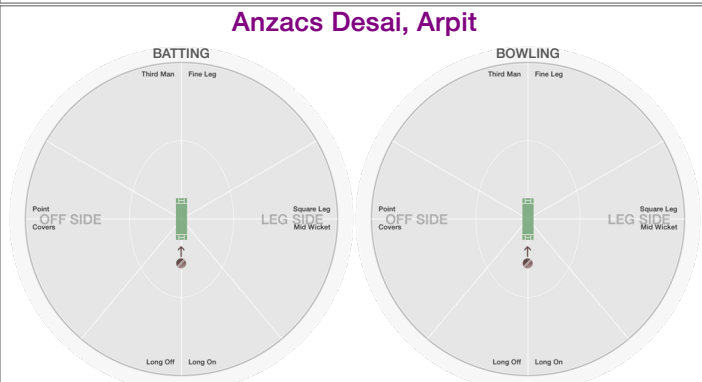 Anzacs Desai, Arpit
BATTING
Third Man
Fine Leg
Point
OFF SIDE
Covers
Square Leg
LEG SIDE
Mid Wicket
Long Off
Long On
BOWLING
Third Man
Fine Leg
Point
OFF SIDE
Covers
Square Leg
LEG SIDE
Mid Wicket
Long Off
Long On